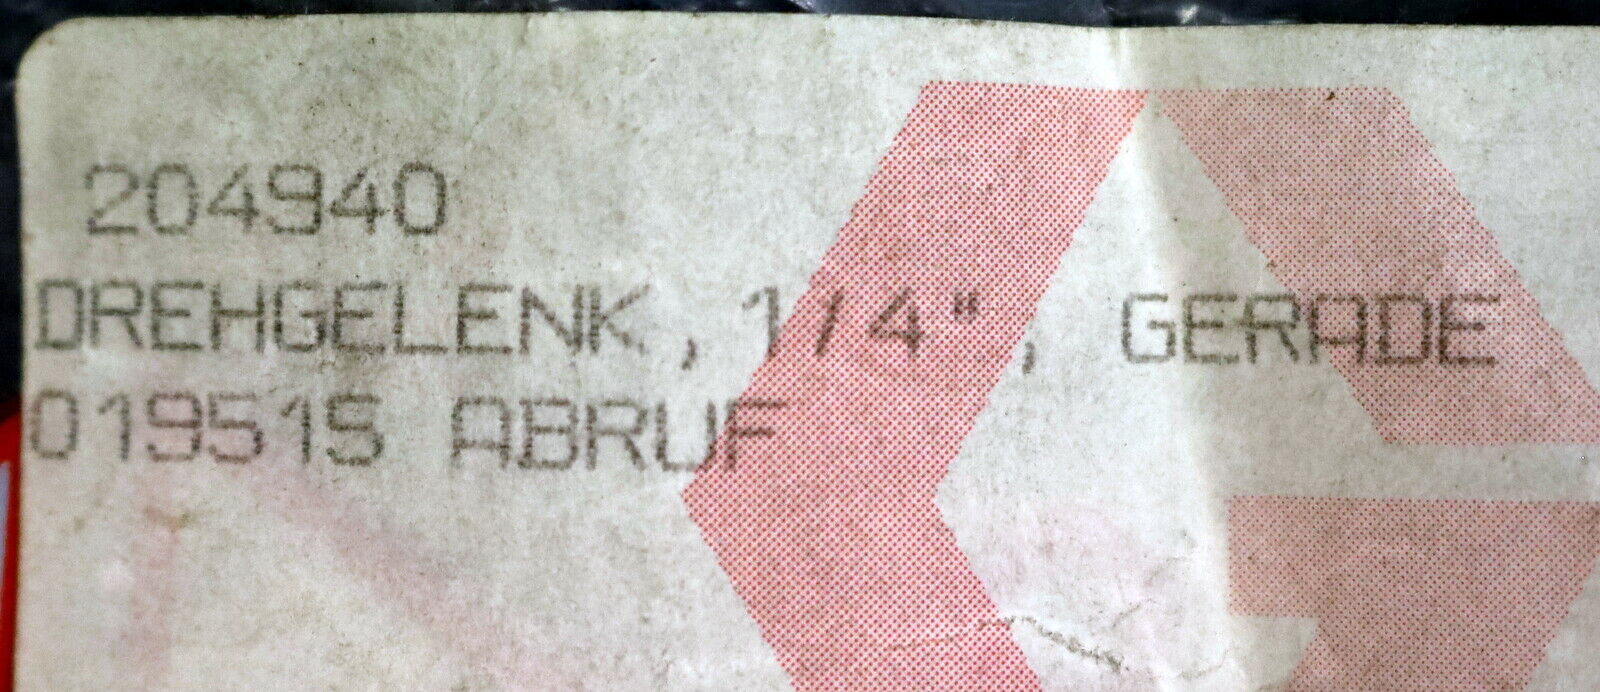 204940
DREHGELENK, 1/4", GERADE
019515 ABRUF